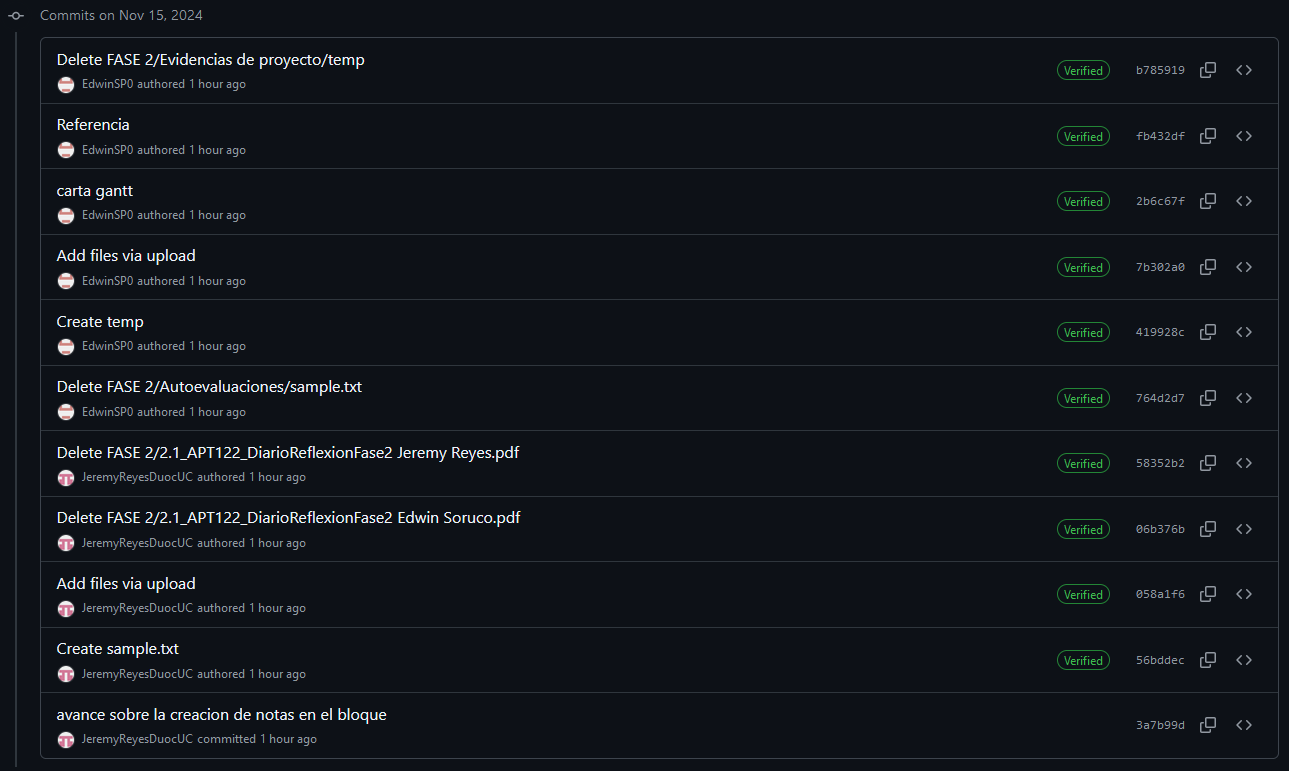 Commits on Nov 15, 2024
Delete FASE 2/Evidencias de proyecto/temp
EdwinSP0 authored 1 hour ago
Verified
b785919
Referencia
EdwinSP0 authored 1 hour ago
Verified
fb432df
carta gantt
EdwinSP0 authored 1 hour ago
Verified
2b6c67f
Add files via upload
EdwinSP0 authored 1 hour ago
Verified
7b302a0
Create temp
EdwinSP0 authored 1 hour ago
Verified
419928c
Delete FASE 2/Autoevaluaciones/sample.txt
EdwinSP0 authored 1 hour ago
Verified
764d2d7
Delete FASE 2/2.1_APT122_DiarioReflexionFase2 Jeremy Reyes.pdf
JeremyReyesDuocUC authored 1 hour ago
Verified
58352b2
Delete FASE 2/2.1_APT122_DiarioReflexionFase2 Edwin Soruco.pdf
JeremyReyesDuocUC authored 1 hour ago
Verified
06b376b
Add files via upload
JeremyReyesDuocUC authored 1 hour ago
Verified
058a1f6
Create sample.txt
JeremyReyesDuocUC authored 1 hour ago
Verified
56bddec
avance sobre la creacion de notas en el bloque
JeremyReyesDuocUC committed 1 hour ago
3a7b99d